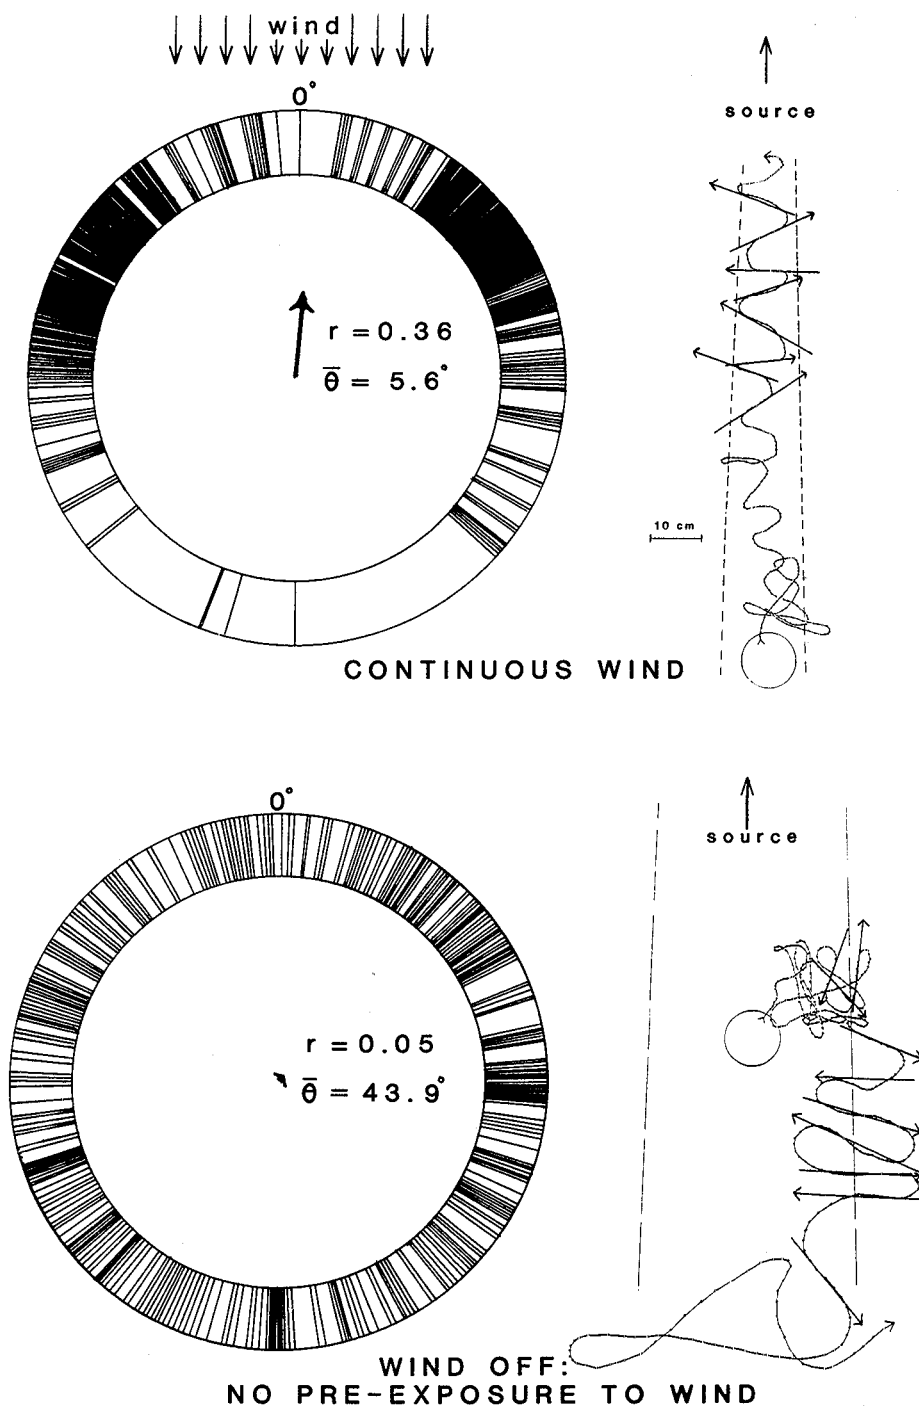 wind
0°
source
r = 0.36
θ̄ = 5.6°
10 cm
CONTINUOUS WIND
0°
source
r = 0.05
θ̄ = 43.9°
WIND OFF:
NO PRE-EXPOSURE TO WIND